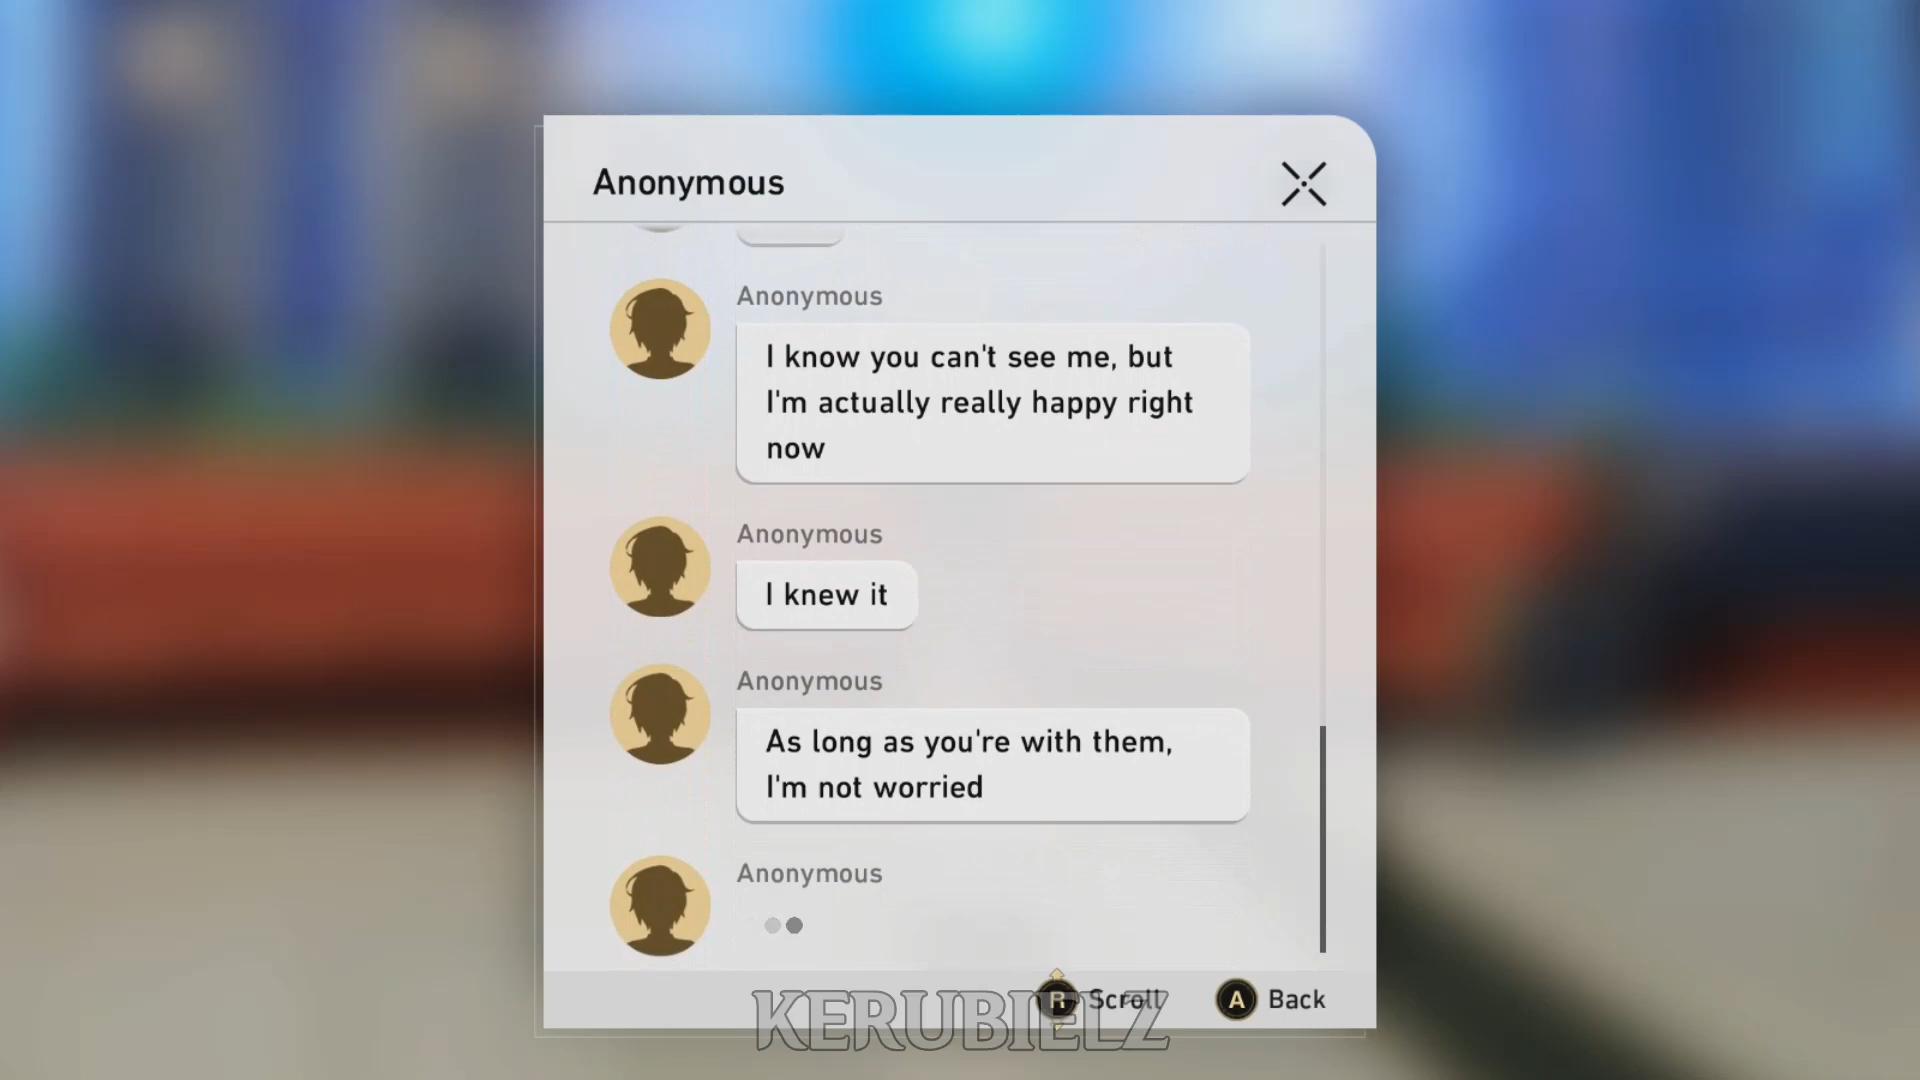 Anonymous
Anonymous
I know you can't see me, but
I'm actually really happy right
now
Anonymous
I knew it
Anonymous
As long as you're with them,
I'm not worried
Anonymous
R Scroll A Back
KERUBIELZ